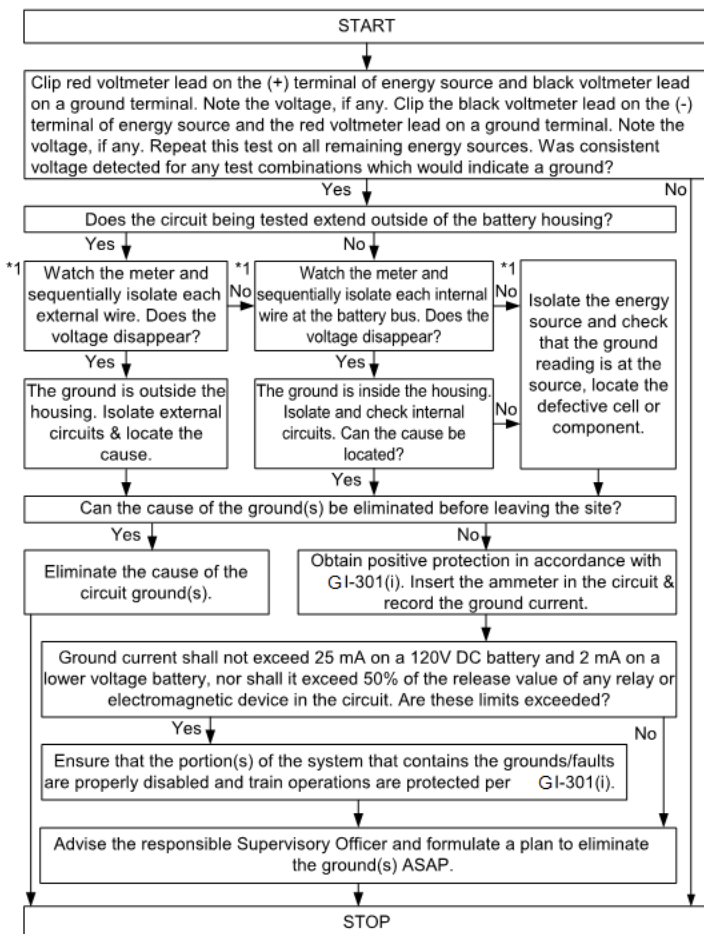 START
Clip red voltmeter lead on the (+) terminal of energy source and black voltmeter lead
on a ground terminal. Note the voltage, if any. Clip the black voltmeter lead on the (-)
terminal of energy source and the red voltmeter lead on a ground terminal. Note the
voltage, if any. Repeat this test on all remaining energy sources. Was consistent
voltage detected for any test combinations which would indicate a ground?
Yes
No
Does the circuit being tested extend outside of the battery housing?
Yes
No
*1
Watch the meter and
sequentially isolate each
external wire. Does the
voltage disappear?
No
*1
Watch the meter and
sequentially isolate each internal
wire at the battery bus. Does the
voltage disappear?
No
*1
Isolate the energy
source and check
that the ground
reading is at the
source, locate the
defective cell or
component.
Yes
Yes
The ground is outside the
housing. Isolate external
circuits & locate the
cause.
The ground is inside the housing.
Isolate and check internal
circuits. Can the cause be
located?
No
Yes
Can the cause of the ground(s) be eliminated before leaving the site?
Yes
No
Eliminate the cause of the
circuit ground(s).
Obtain positive protection in accordance with
GI-301(i). Insert the ammeter in the circuit &
record the ground current.
Ground current shall not exceed 25 mA on a 120V DC battery and 2 mA on a
lower voltage battery, nor shall it exceed 50% of the release value of any relay or
electromagnetic device in the circuit. Are these limits exceeded?
Yes
No
Ensure that the portion(s) of the system that contains the grounds/faults
are properly disabled and train operations are protected per GI-301(i).
Advise the responsible Supervisory Officer and formulate a plan to eliminate
the ground(s) ASAP.
STOP